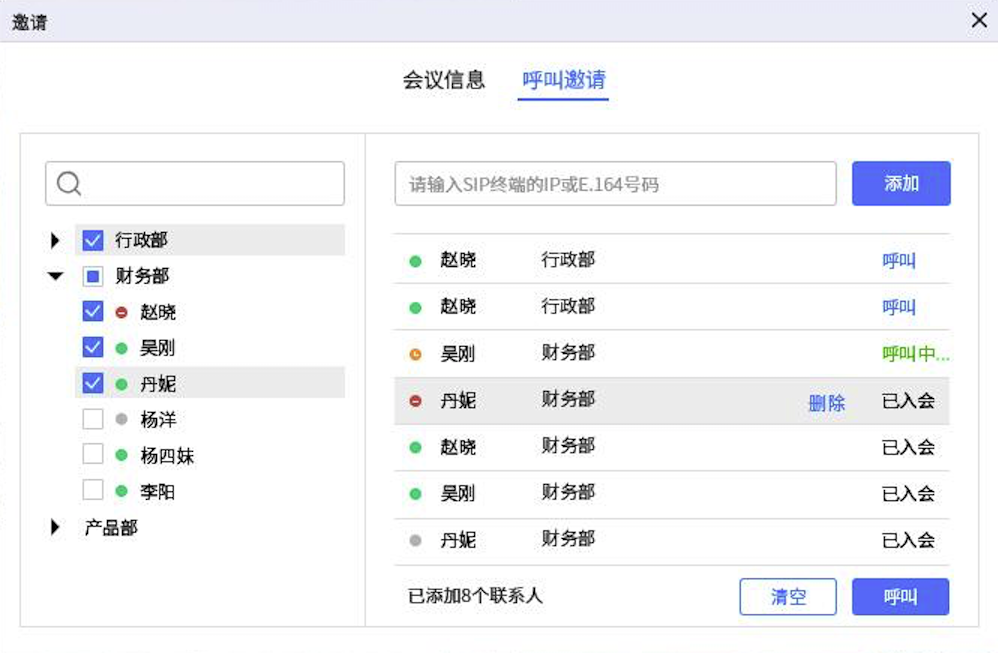 邀请
会议信息 呼叫邀请
请输入SIP终端的IP或E.164号码 添加
行政部
财务部
赵晓
吴刚
丹妮
杨洋
杨四妹
李阳
产品部
赵晓 行政部 呼叫
赵晓 行政部 呼叫
吴刚 财务部 呼叫中...
丹妮 财务部 删除 已入会
赵晓 财务部 已入会
吴刚 财务部 已入会
丹妮 财务部 已入会
已添加8个联系人 清空 呼叫